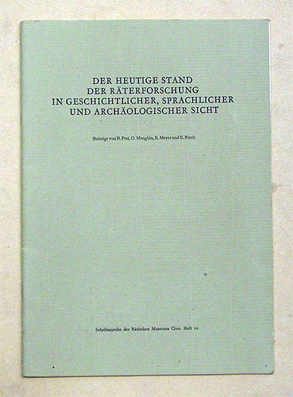 DER HEUTIGE STAND
DER RÄTERFORSCHUNG
IN GESCHICHTLICHER, SPRACHLICHER
UND ARCHÄOLOGISCHER SICHT
Beiträge von B. Frei, O. Menghin, E. Meyer und E. Risch
Schriftenreihe des Rätischen Museums Chur. Heft 10